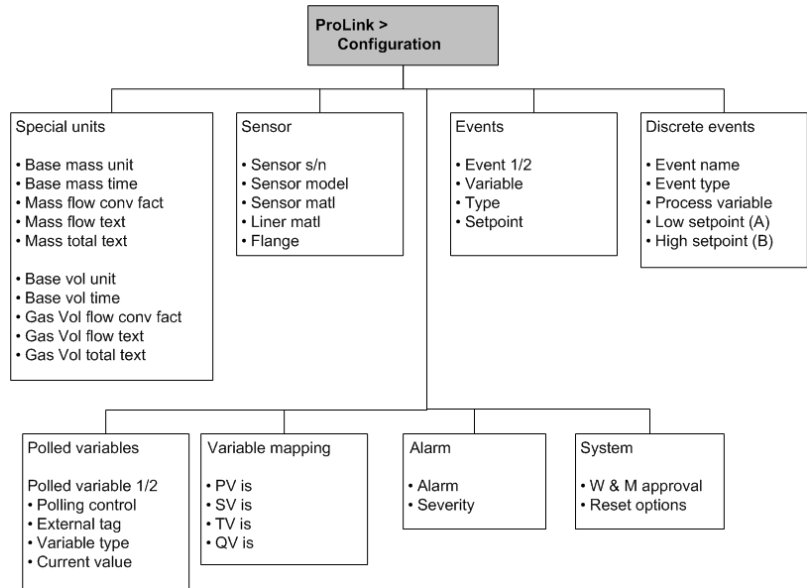 ProLink >
Configuration
Special units
• Base mass unit
• Base mass time
• Mass flow conv fact
• Mass flow text
• Mass total text
• Base vol unit
• Base vol time
• Gas Vol flow conv fact
• Gas Vol flow text
• Gas Vol total text
Sensor
• Sensor s/n
• Sensor model
• Sensor matl
• Liner matl
• Flange
Events
• Event 1/2
• Variable
• Type
• Setpoint
Discrete events
• Event name
• Event type
• Process variable
• Low setpoint (A)
• High setpoint (B)
Polled variables
Polled variable 1/2
• Polling control
• External tag
• Variable type
• Current value
Variable mapping
• PV is
• SV is
• TV is
• QV is
Alarm
• Alarm
• Severity
System
• W & M approval
• Reset options